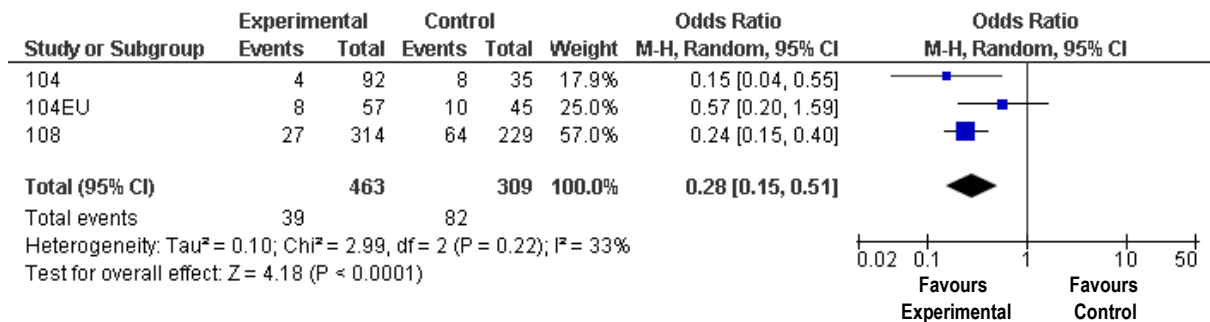 Experimental Control Odds Ratio Odds Ratio
Study or Subgroup Events Total Events Total Weight M-H, Random, 95% CI M-H, Random, 95% CI
104 4 92 8 35 17.9% 0.15 [0.04, 0.55]
104EU 8 57 10 45 25.0% 0.57 [0.20, 1.59]
108 27 314 64 229 57.0% 0.24 [0.15, 0.40]
Total (95% CI) 463 309 100.0% 0.28 [0.15, 0.51]
Total events 39 82
Heterogeneity: Tau² = 0.10; Chi² = 2.99, df = 2 (P = 0.22); I² = 33%
Test for overall effect: Z = 4.18 (P < 0.0001)
0.02 0.1 1 10 50
Favours Favours
Experimental Control